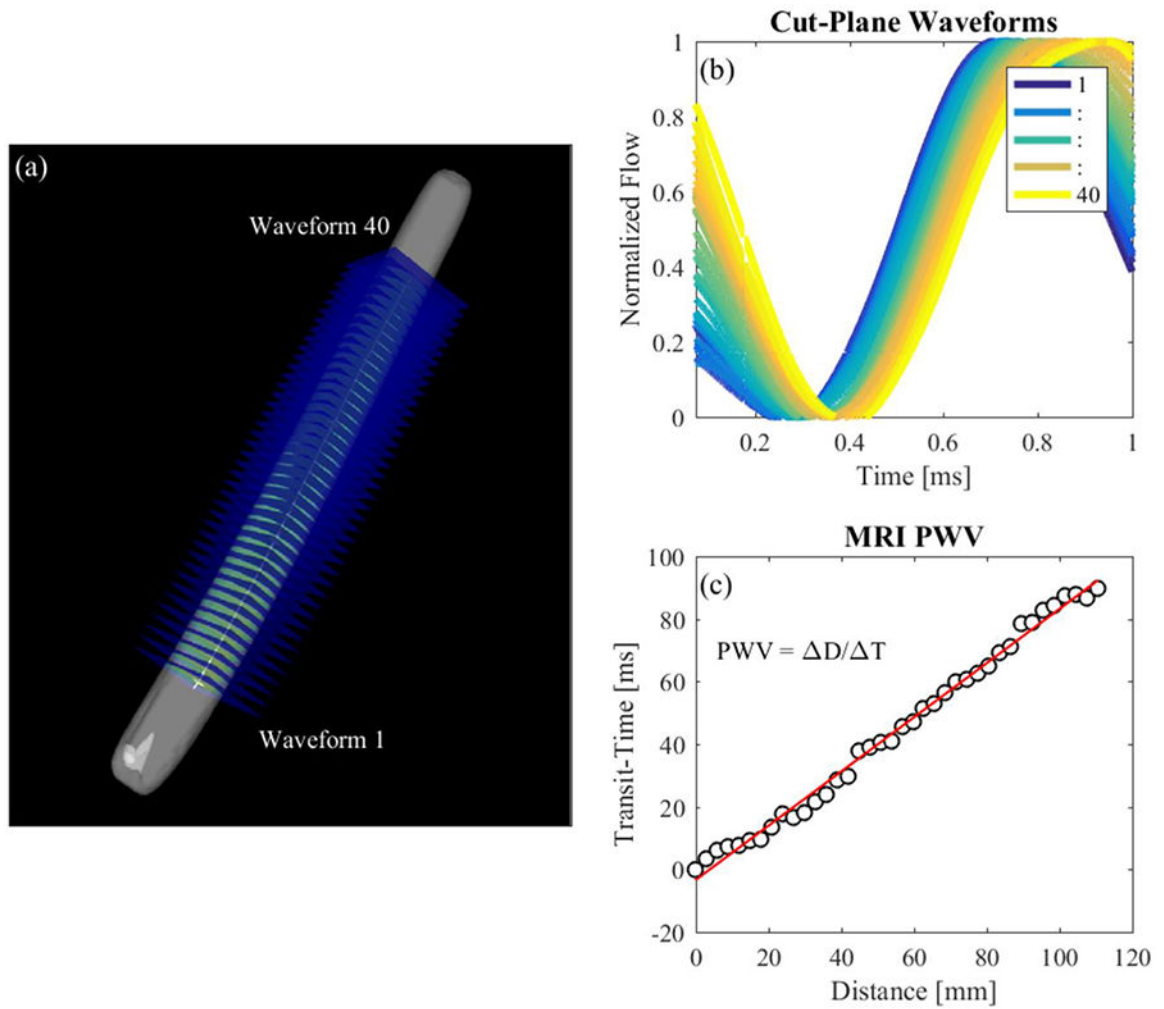 (a)
Waveform 40
Waveform 1
Cut-Plane Waveforms
(b)
1
:
:
:
40
1
0.8
0.6
0.4
0.2
0
Normalized Flow
0.2 0.4 0.6 0.8 1
Time [ms]
MRI PWV
(c)
PWV = ΔD/ΔT
100
80
60
40
20
0
-20
Transit-Time [ms]
0 20 40 60 80 100 120
Distance [mm]